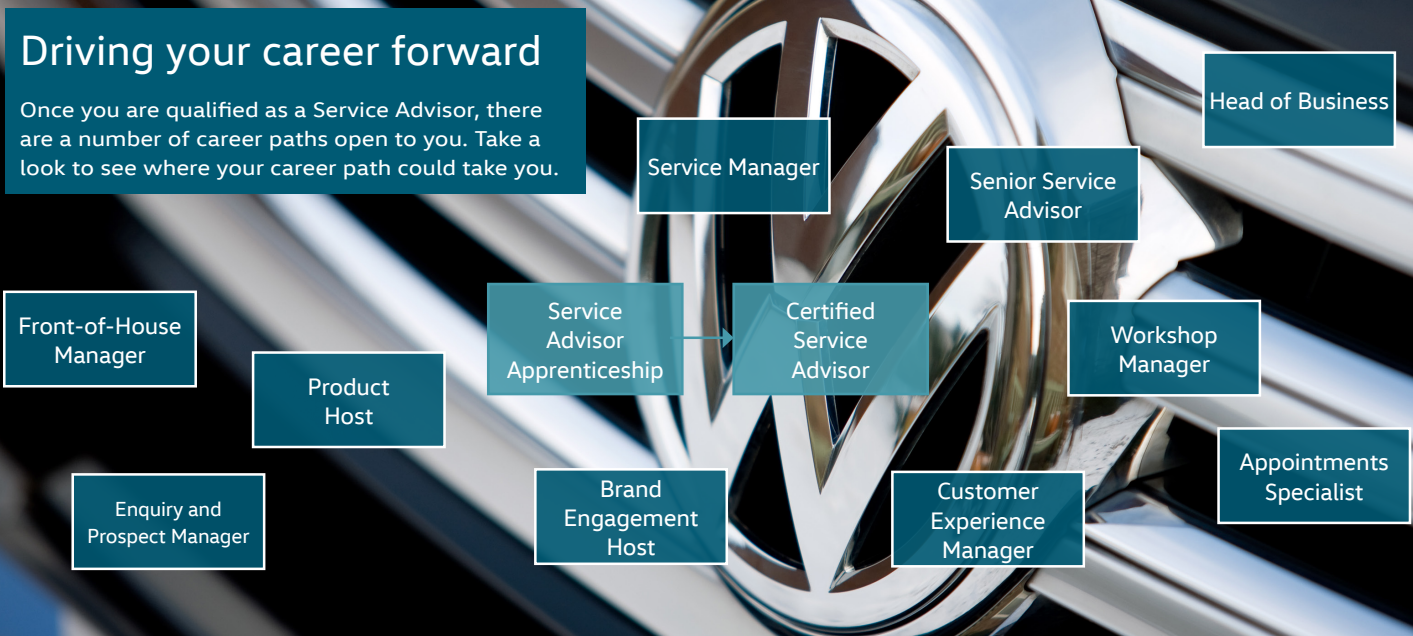 Driving your career forward
Once you are qualified as a Service Advisor, there
are a number of career paths open to you. Take a
look to see where your career path could take you.
Head of Business
Service Manager
Senior Service
Advisor
Front-of-House
Manager
Product
Host
Service
Advisor
Apprenticeship
Certified
Service
Advisor
Workshop
Manager
Enquiry and
Prospect Manager
Brand
Engagement
Host
Customer
Experience
Manager
Appointments
Specialist